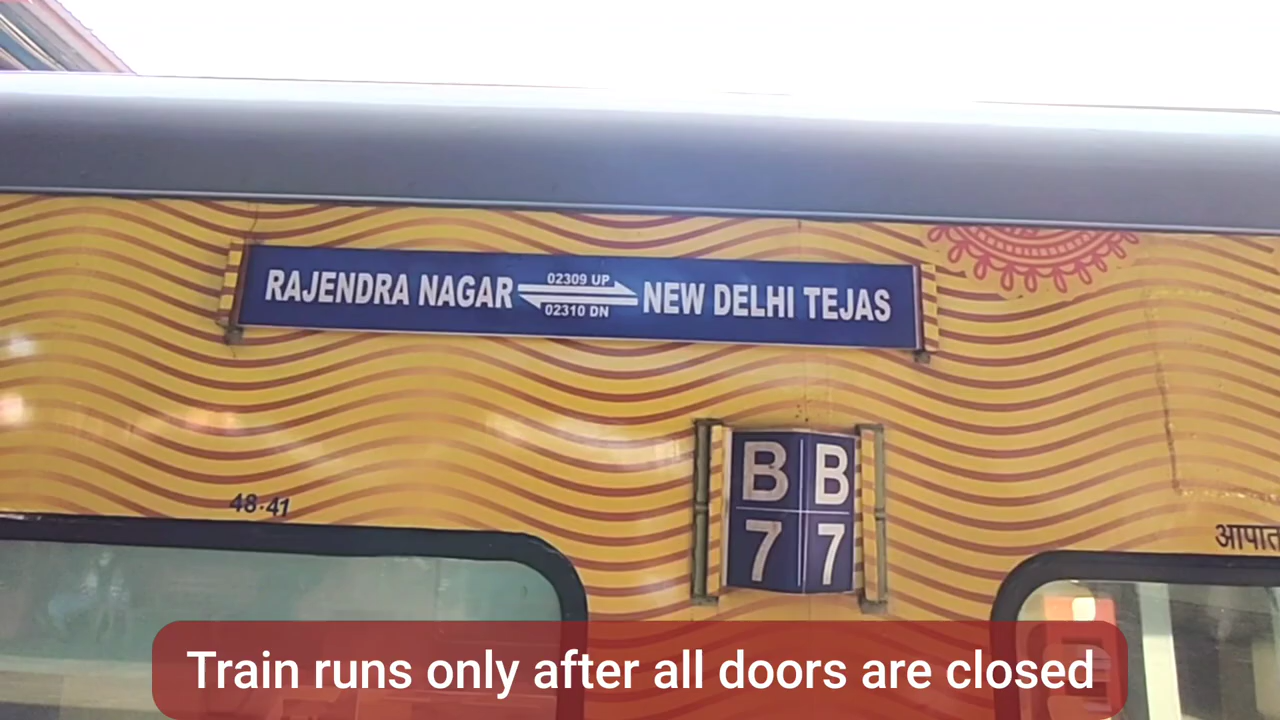 RAJENDRA NAGAR 02309 UP NEW DELHI TEJAS
02310 DN
B B
7 7
48-41
Train runs only after all doors are closed